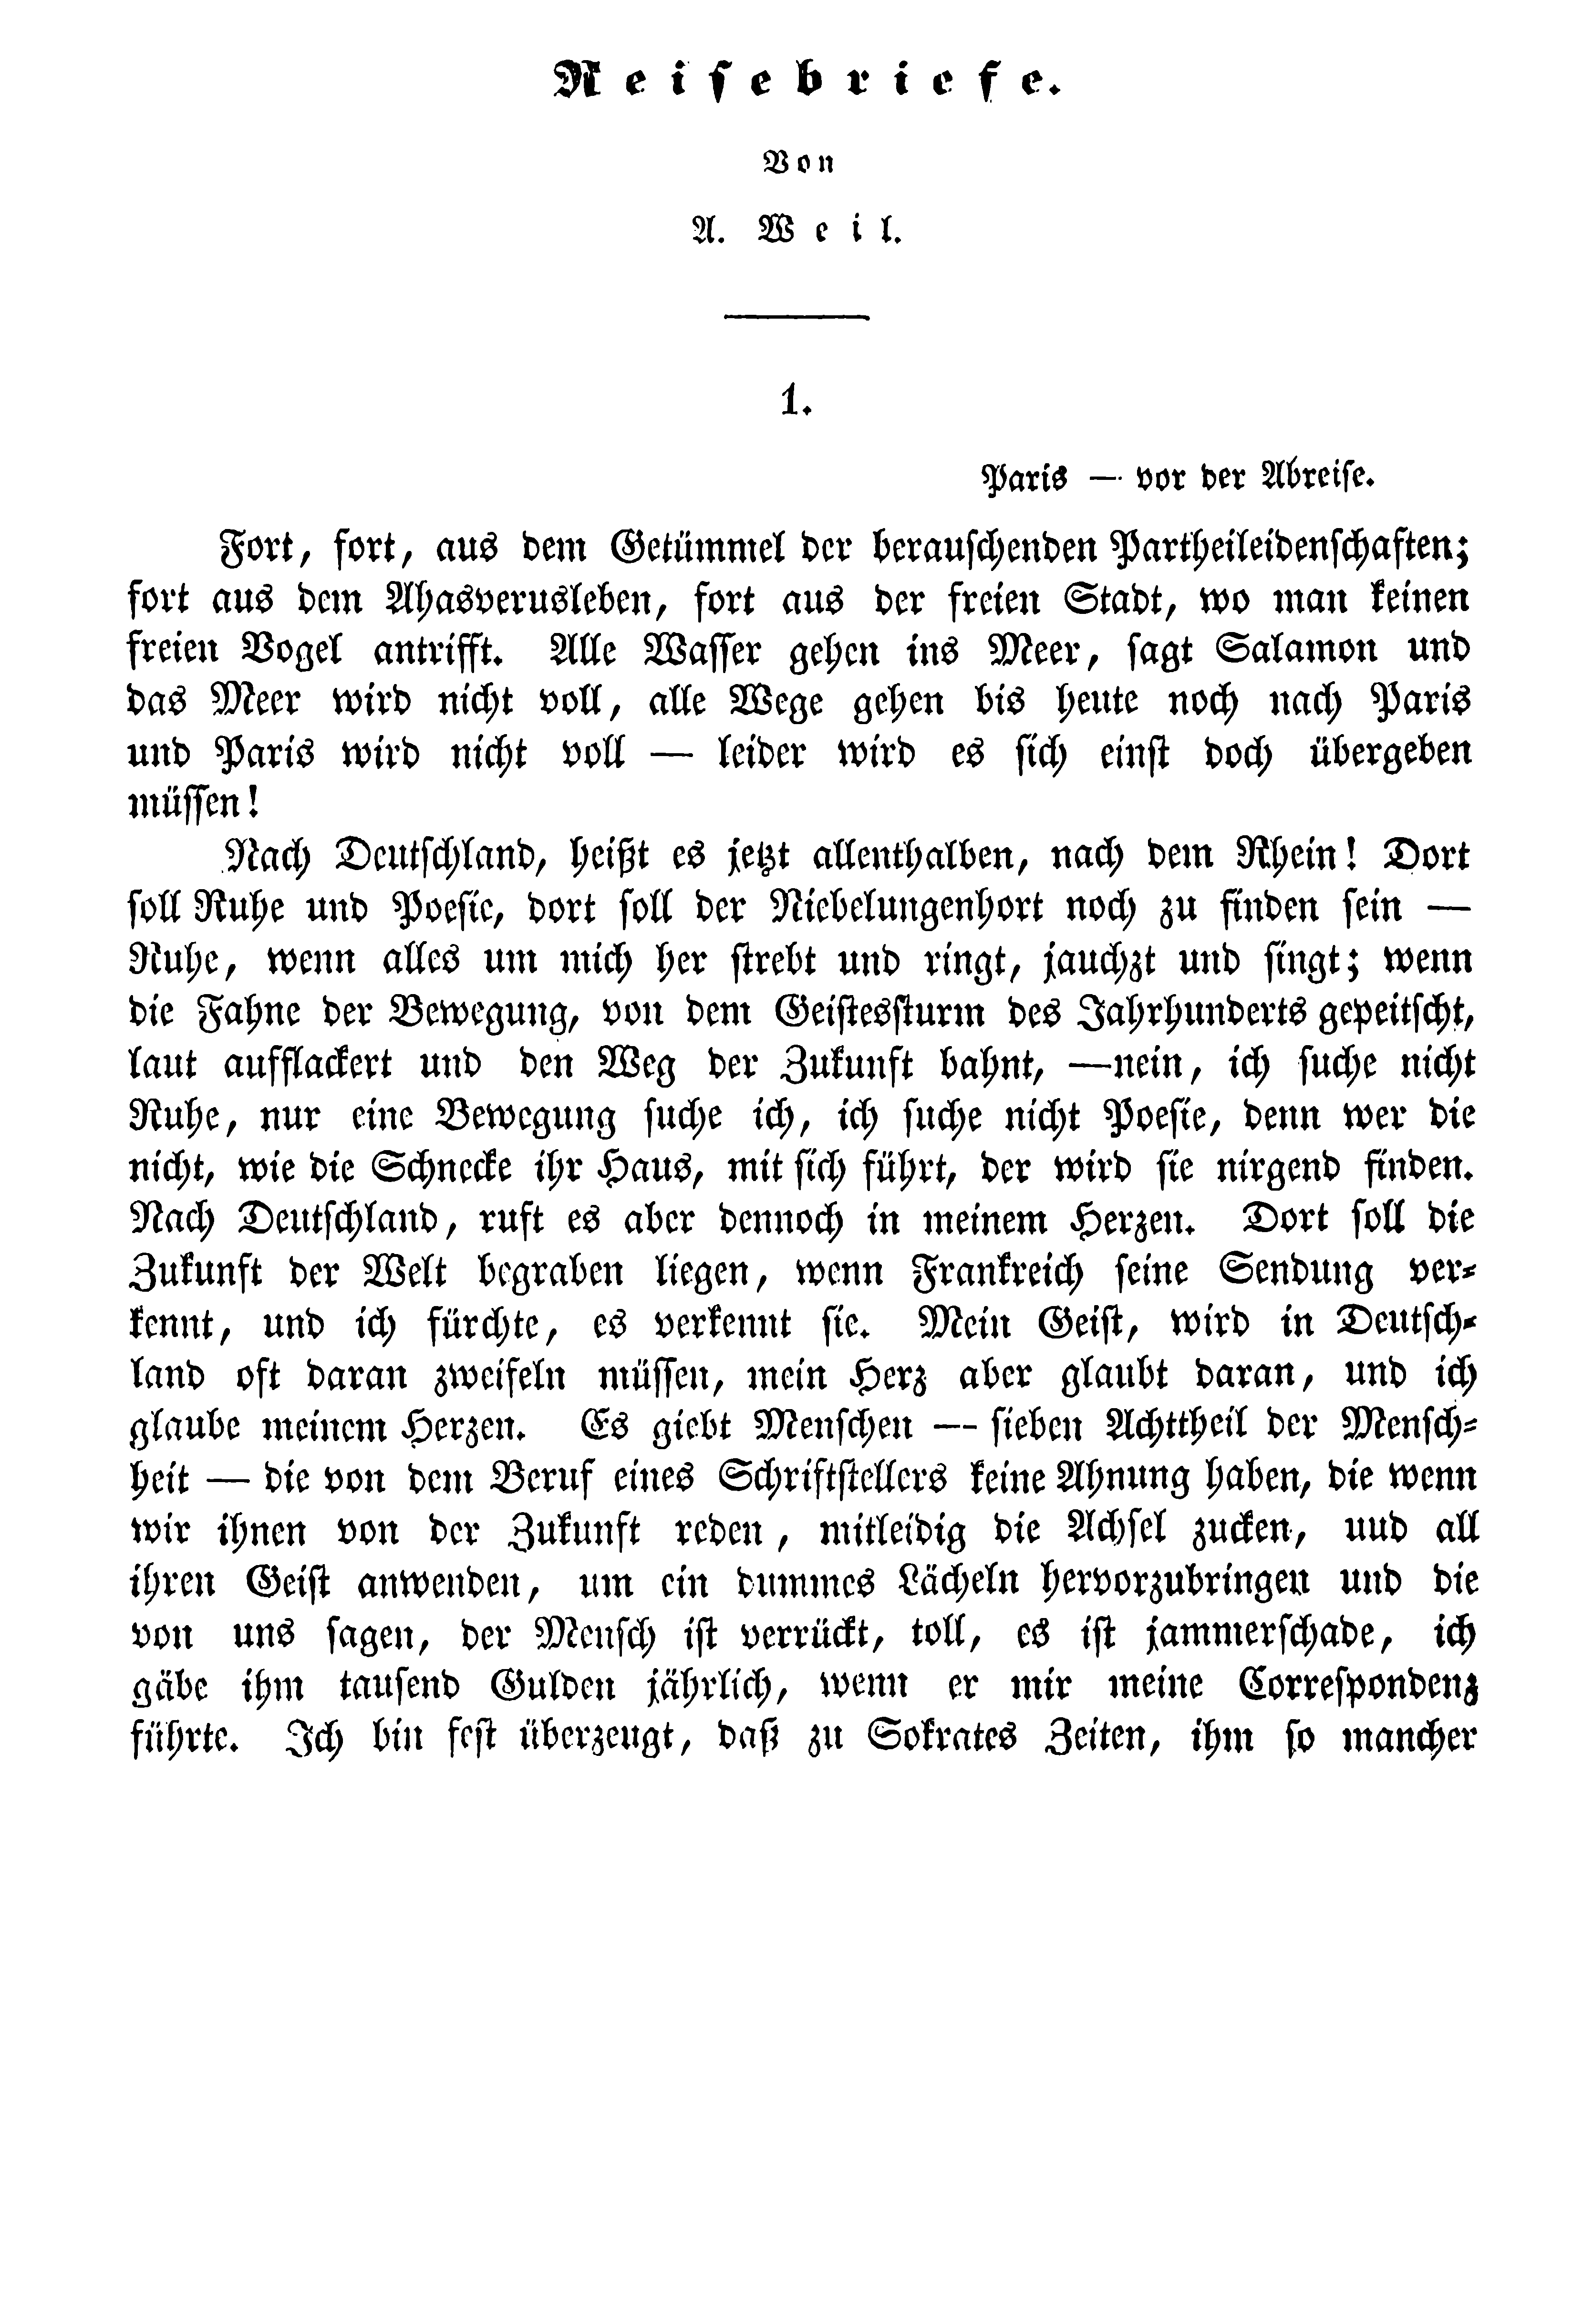 Reisebriefe.
Von
A. Weil.
1.
Paris — vor der Abreise.
Fort, fort, aus dem Getümmel der berauschenden Partheileidenschaften;
fort aus dem Ahasverusleben, fort aus der freien Stadt, wo man keinen
freien Vogel antrifft. Alle Wasser gehen ins Meer, sagt Salamon und
das Meer wird nicht voll, alle Wege gehen bis heute noch nach Paris
und Paris wird nicht voll — leider wird es sich einst doch übergeben
müssen!
Nach Deutschland, heißt es jetzt allenthalben, nach dem Rhein! Dort
soll Ruhe und Poesie, dort soll der Niebelungenhort noch zu finden sein —
Ruhe, wenn alles um mich her strebt und ringt, jauchzt und singt; wenn
die Fahne der Bewegung, von dem Geistessturm des Jahrhunderts gepeitscht,
laut aufflackert und den Weg der Zukunft bahnt, —nein, ich suche nicht
Ruhe, nur eine Bewegung suche ich, ich suche nicht Poesie, denn wer die
nicht, wie die Schnecke ihr Haus, mit sich führt, der wird sie nirgend finden.
Nach Deutschland, ruft es aber dennoch in meinem Herzen. Dort soll die
Zukunft der Welt begraben liegen, wenn Frankreich seine Sendung ver-
kennt, und ich fürchte, es verkennt sie. Mein Geist, wird in Deutsch-
land oft daran zweifeln müssen, mein Herz aber glaubt daran, und ich
glaube meinem Herzen. Es giebt Menschen — sieben Achttheil der Mensch-
heit — die von dem Beruf eines Schriftstellers keine Ahnung haben, die wenn
wir ihnen von der Zukunft reden, mitleidig die Achsel zucken, und all
ihren Geist anwenden, um ein dummes Lächeln hervorzubringen und die
von uns sagen, der Mensch ist verrückt, toll, es ist jammerschade, ich
gäbe ihm tausend Gulden jährlich, wenn er mir meine Correspondenz
führte. Ich bin fest überzeugt, daß zu Sokrates Zeiten, ihm so mancher